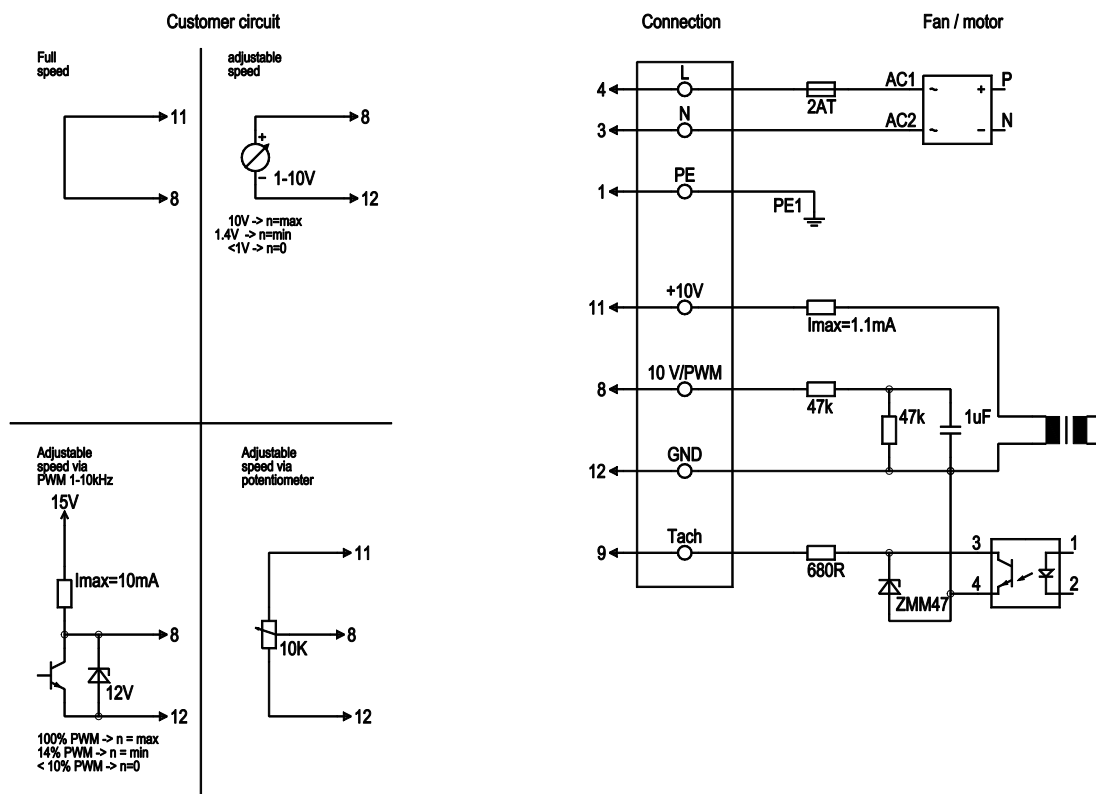 Customer circuit
Connection
Fan / motor
Full
speed
11
8
adjustable
speed
8
+
–
1-10V
12
10V -> n=max
1.4V -> n=min
<1V -> n=0
Adjustable
speed via
PWM 1-10kHz
15V
Imax=10mA
8
12V
12
100% PWM -> n = max
14% PWM -> n = min
< 10% PWM -> n=0
Adjustable
speed via
potentiometer
11
10K
8
12
4
L
2AT
AC1
~
+
P
3
N
AC2
~
–
N
1
PE
PE1
11
+10V
Imax=1.1mA
8
10 V/PWM
47k
47k
1uF
12
GND
9
Tach
680R
ZMM47
3
4
1
2